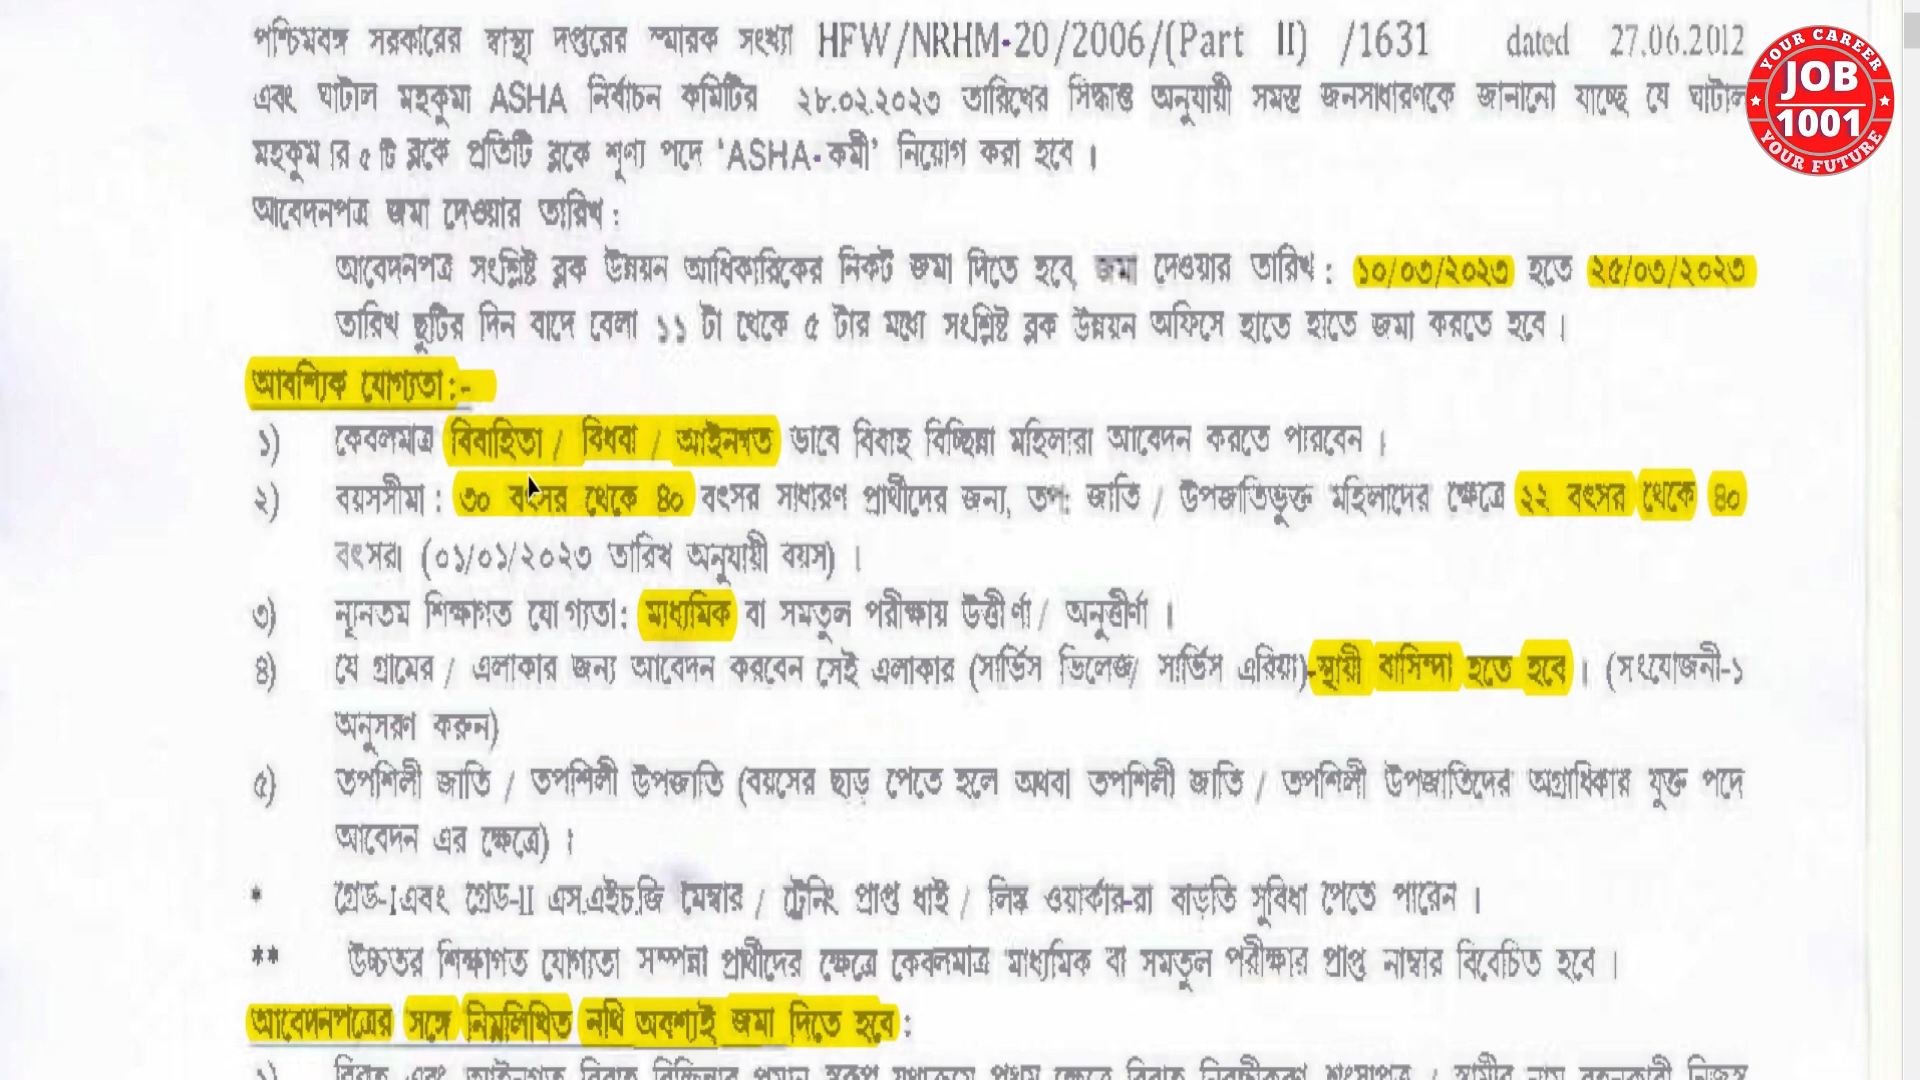 পশ্চিমবঙ্গ সরকারের স্বাস্থ্য দপ্তরের স্মারক সংখ্যা HFW/NRHM-20/2006/(Part II) /1631 dated 27.06.2012
এবং ঘাটাল মহকুমা ASHA নির্বাচন কমিটির ২৮.০২.২০২৩ তারিখের সিদ্ধান্ত অনুযায়ী সমস্ত জনসাধারণকে জানানো যাচ্ছে যে ঘাটাল
মহকুমার ৫ টি ব্লকে প্রতিটি ব্লকে শূণ্য পদে 'ASHA-কর্মী' নিয়োগ করা হবে ।
আবেদনপত্র জমা দেওয়ার তারিখ :
আবেদনপত্র সংশ্লিষ্ট ব্লক উন্নয়ন আধিকারিকের নিকট জমা দিতে হবে, জমা দেওয়ার তারিখ : ১০/০৩/২০২৩ হতে ২৫/০৩/২০২৩
তারিখ ছুটির দিন বাদে বেলা ১১ টা থেকে ৫ টার মধ্যে সংশ্লিষ্ট ব্লক উন্নয়ন অফিসে হাতে হাতে জমা করতে হবে ।
আবশ্যিক যোগ্যতা :-
১) কেবলমাত্র বিবাহিতা / বিধবা / আইনগত ভাবে বিবাহ বিচ্ছিন্না মহিলারা আবেদন করতে পারবেন ।
২) বয়সসীমা : ৩০ বৎসর থেকে ৪০ বৎসর সাধারণ প্রার্থীদের জন্য, তপ: জাতি / উপজাতিভুক্ত মহিলাদের ক্ষেত্রে ২২ বৎসর থেকে ৪০
বৎসর। (০১/০১/২০২৩ তারিখ অনুযায়ী বয়স) ।
৩) ন্যূনতম শিক্ষাগত যোগ্যতা: মাধ্যমিক বা সমতুল পরীক্ষায় উত্তীর্ণা / অনুত্তীর্ণা ।
৪) যে গ্রামের / এলাকার জন্য আবেদন করবেন সেই এলাকার (সার্ভিস ভিলেজ/ সার্ভিস এরিয়া)-স্থায়ী বাসিন্দা হতে হবে । (সংযোজনী-১
অনুসরণ করুন)
৫) তপশিলী জাতি / তপশিলী উপজাতি (বয়সের ছাড় পেতে হলে অথবা তপশিলী জাতি / তপশিলী উপজাতিদের অগ্রাধিকার যুক্ত পদে
আবেদন এর ক্ষেত্রে) ।
* গ্রেড-I এবং গ্রেড-II এস.এইচ.জি মেম্বার / ট্রেনিং প্রাপ্ত ধাই / লিঙ্ক ওয়ার্কার-রা বাড়তি সুবিধা পেতে পারেন ।
** উচ্চতর শিক্ষাগত যোগ্যতা সম্পন্না প্রার্থীদের ক্ষেত্রে কেবলমাত্র মাধ্যমিক বা সমতুল পরীক্ষার প্রাপ্ত নাম্বার বিবেচিত হবে ।
আবেদনপত্রের সঙ্গে নিম্নলিখিত নথি অবশ্যই জমা দিতে হবে :
YOUR CAREER
JOB
1001
YOUR FUTURE